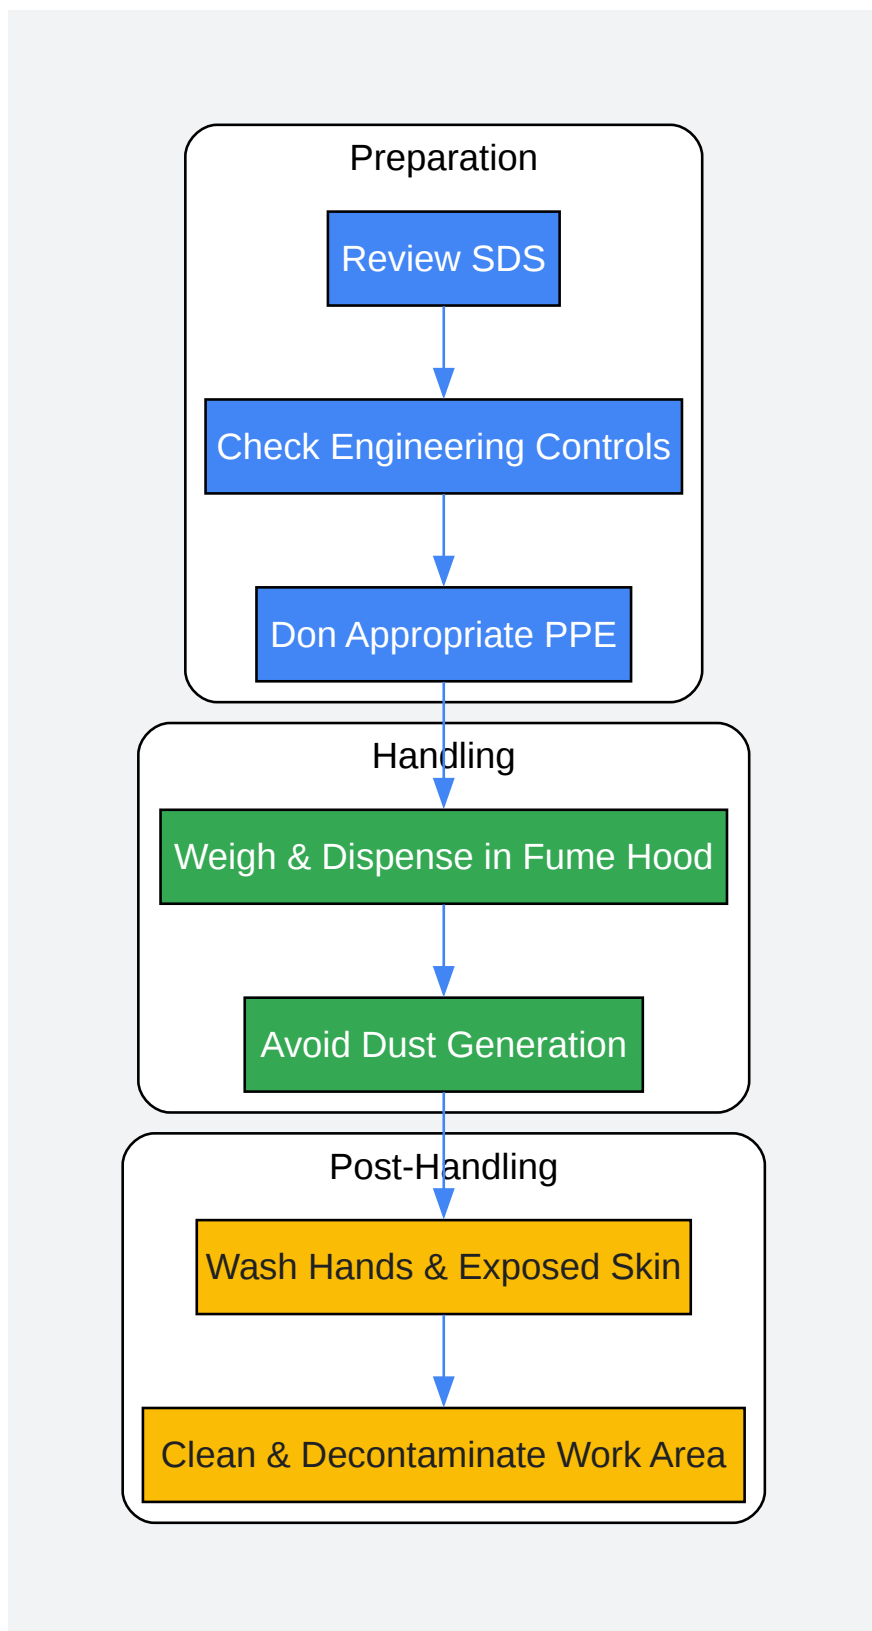 Preparation
Review SDS
Check Engineering Controls
Don Appropriate PPE
Handling
Weigh & Dispense in Fume Hood
Avoid Dust Generation
Post-Handling
Wash Hands & Exposed Skin
Clean & Decontaminate Work Area